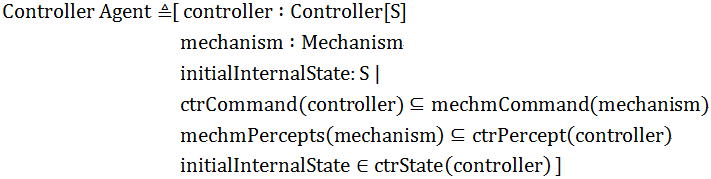 Controller Agent ≜[ controller∶ Controller[S]
mechanism∶ Mechanism
initialInternalState: S |
ctrCommand(controller) ⊆ mechmCommand(mechanism)
mechmPercepts(mechanism) ⊆ ctrPercept(controller)
initialInternalState ∈ ctrState(controller) ]